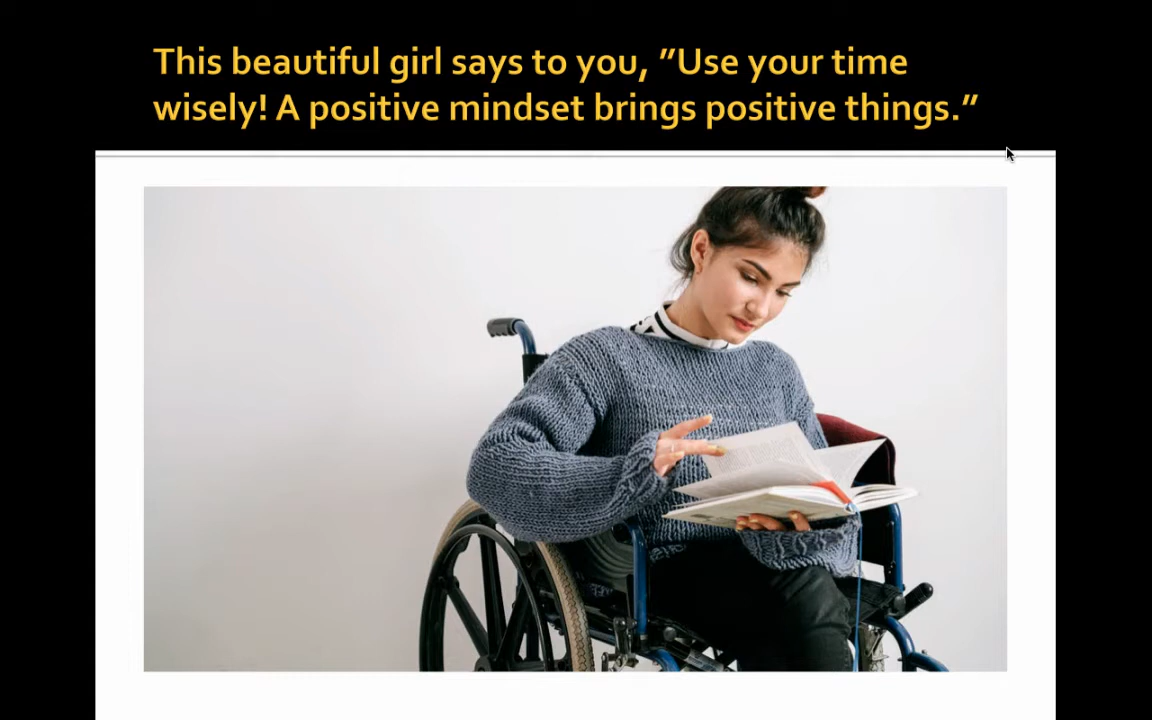 This beautiful girl says to you, ”Use your time
wisely! A positive mindset brings positive things.”